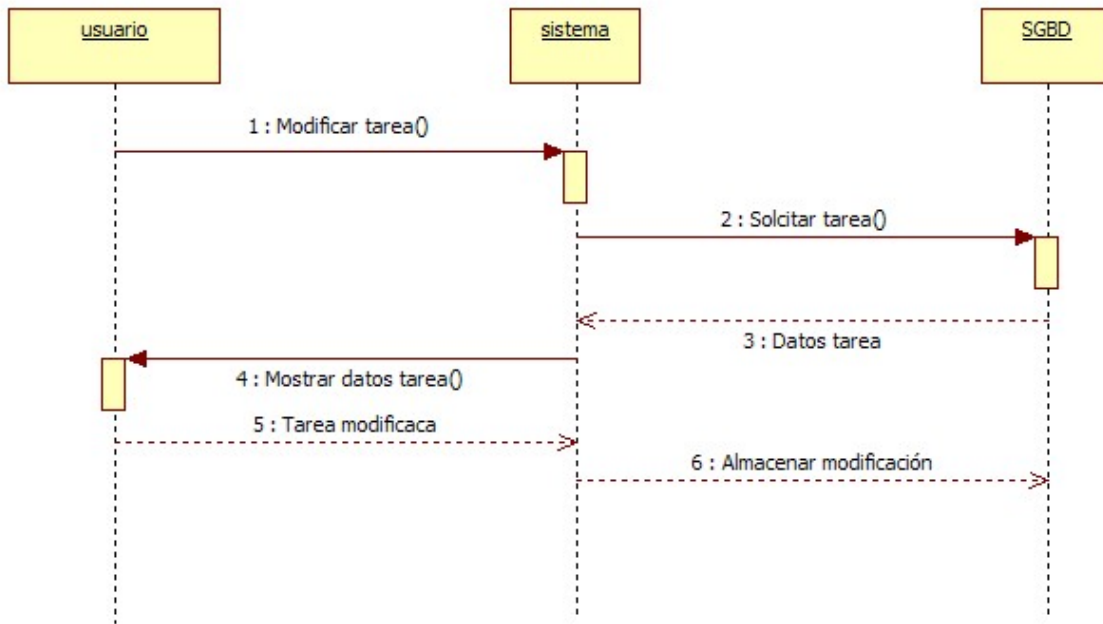 usuario
sistema
SGBD
1 : Modificar tarea()
2 : Solcitar tarea()
3 : Datos tarea
4 : Mostrar datos tarea()
5 : Tarea modificaca
6 : Almacenar modificación